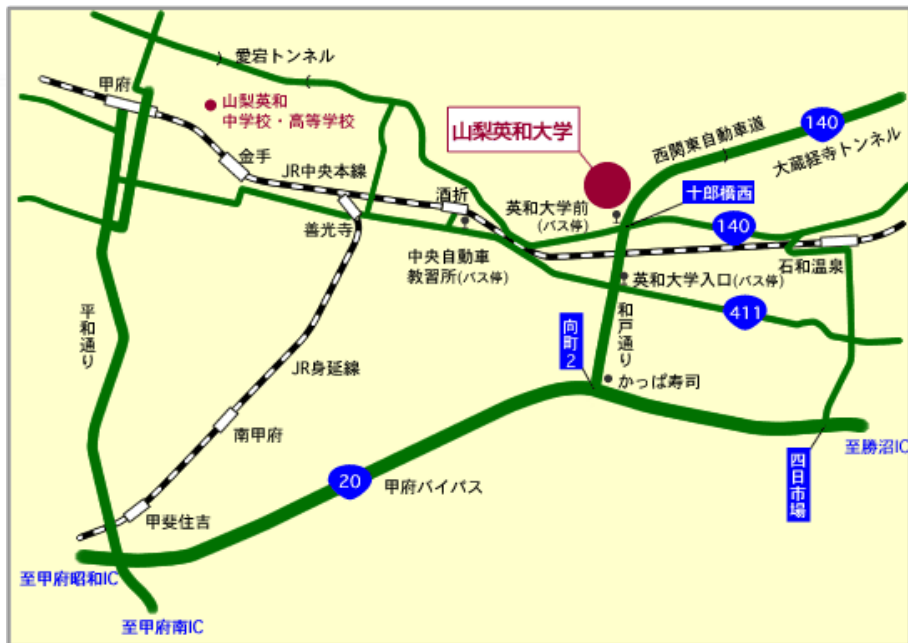 愛宕トンネル
甲府
山梨英和
中学校・高等学校
山梨英和大学
140
西関東自動車道
大蔵経寺トンネル
金手
JR中央本線
酒折
十郎橋西
英和大学前
(バス停)
140
善光寺
中央自動車
教習所(バス停)
石和温泉
英和大学入口(バス停)
411
平和通り
和戸通り
向町2
JR身延線
かっぱ寿司
南甲府
至勝沼IC
四日市場
20
甲府バイパス
甲斐住吉
至甲府昭和IC
至甲府南IC